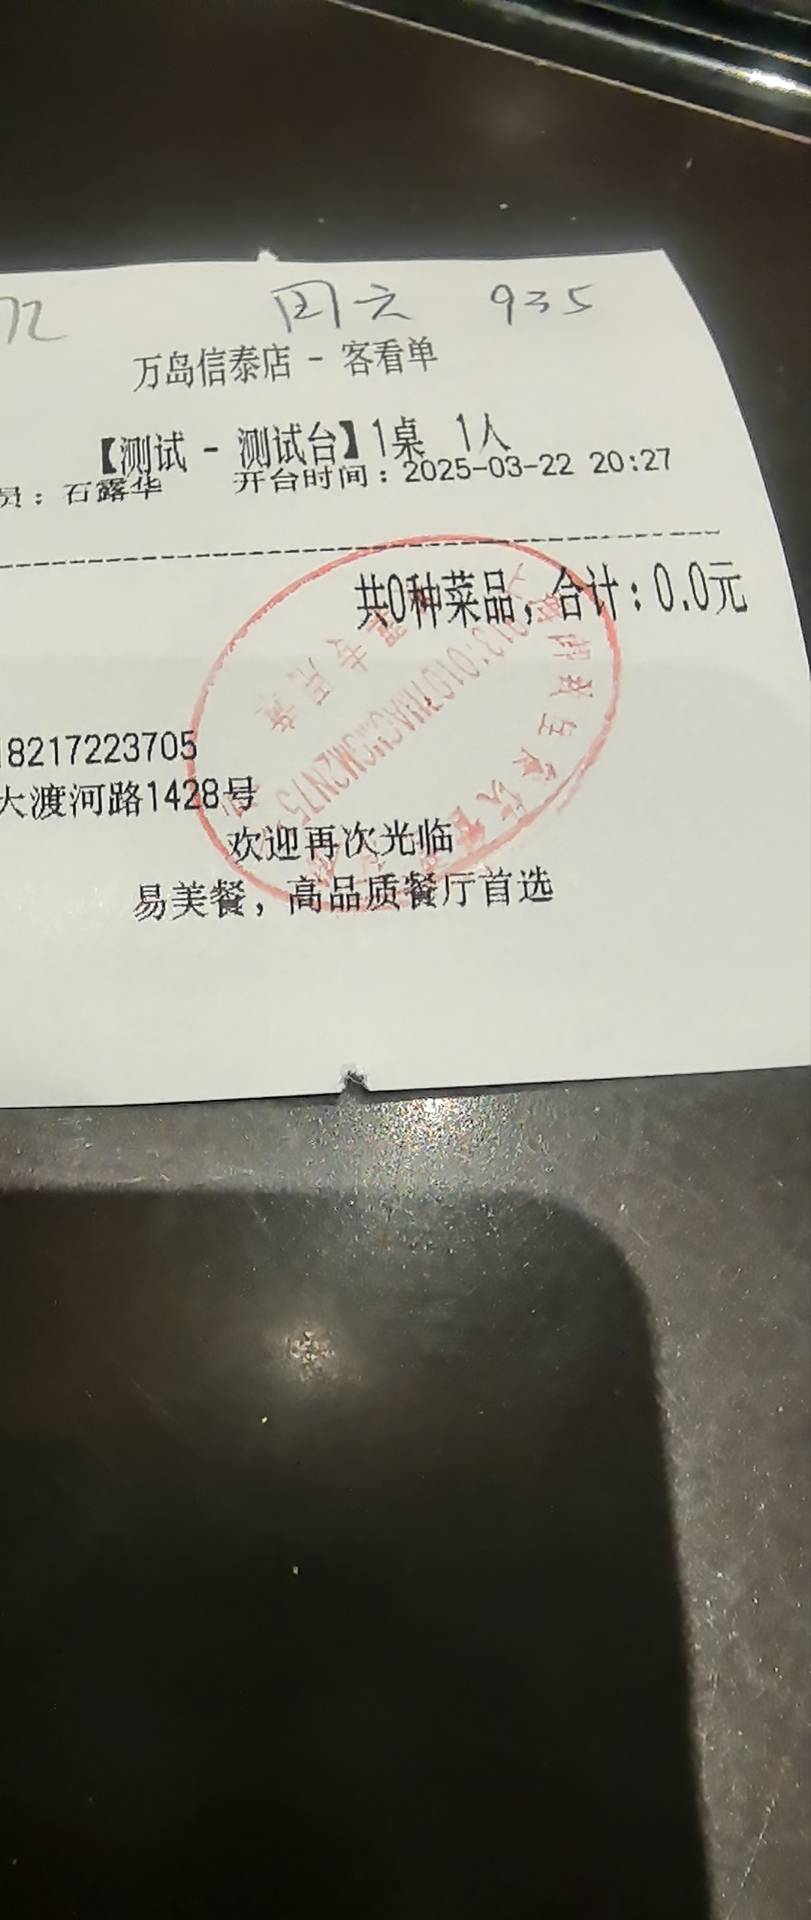 935
万岛信泰店 - 客看单
【测试 - 测试台】1桌 1人
员：石露华 开台时间：2025-03-22 20:27
共0种菜品，合计：0.0元
18217223705
大渡河路1428号
欢迎再次光临
易美餐，高品质餐厅首选